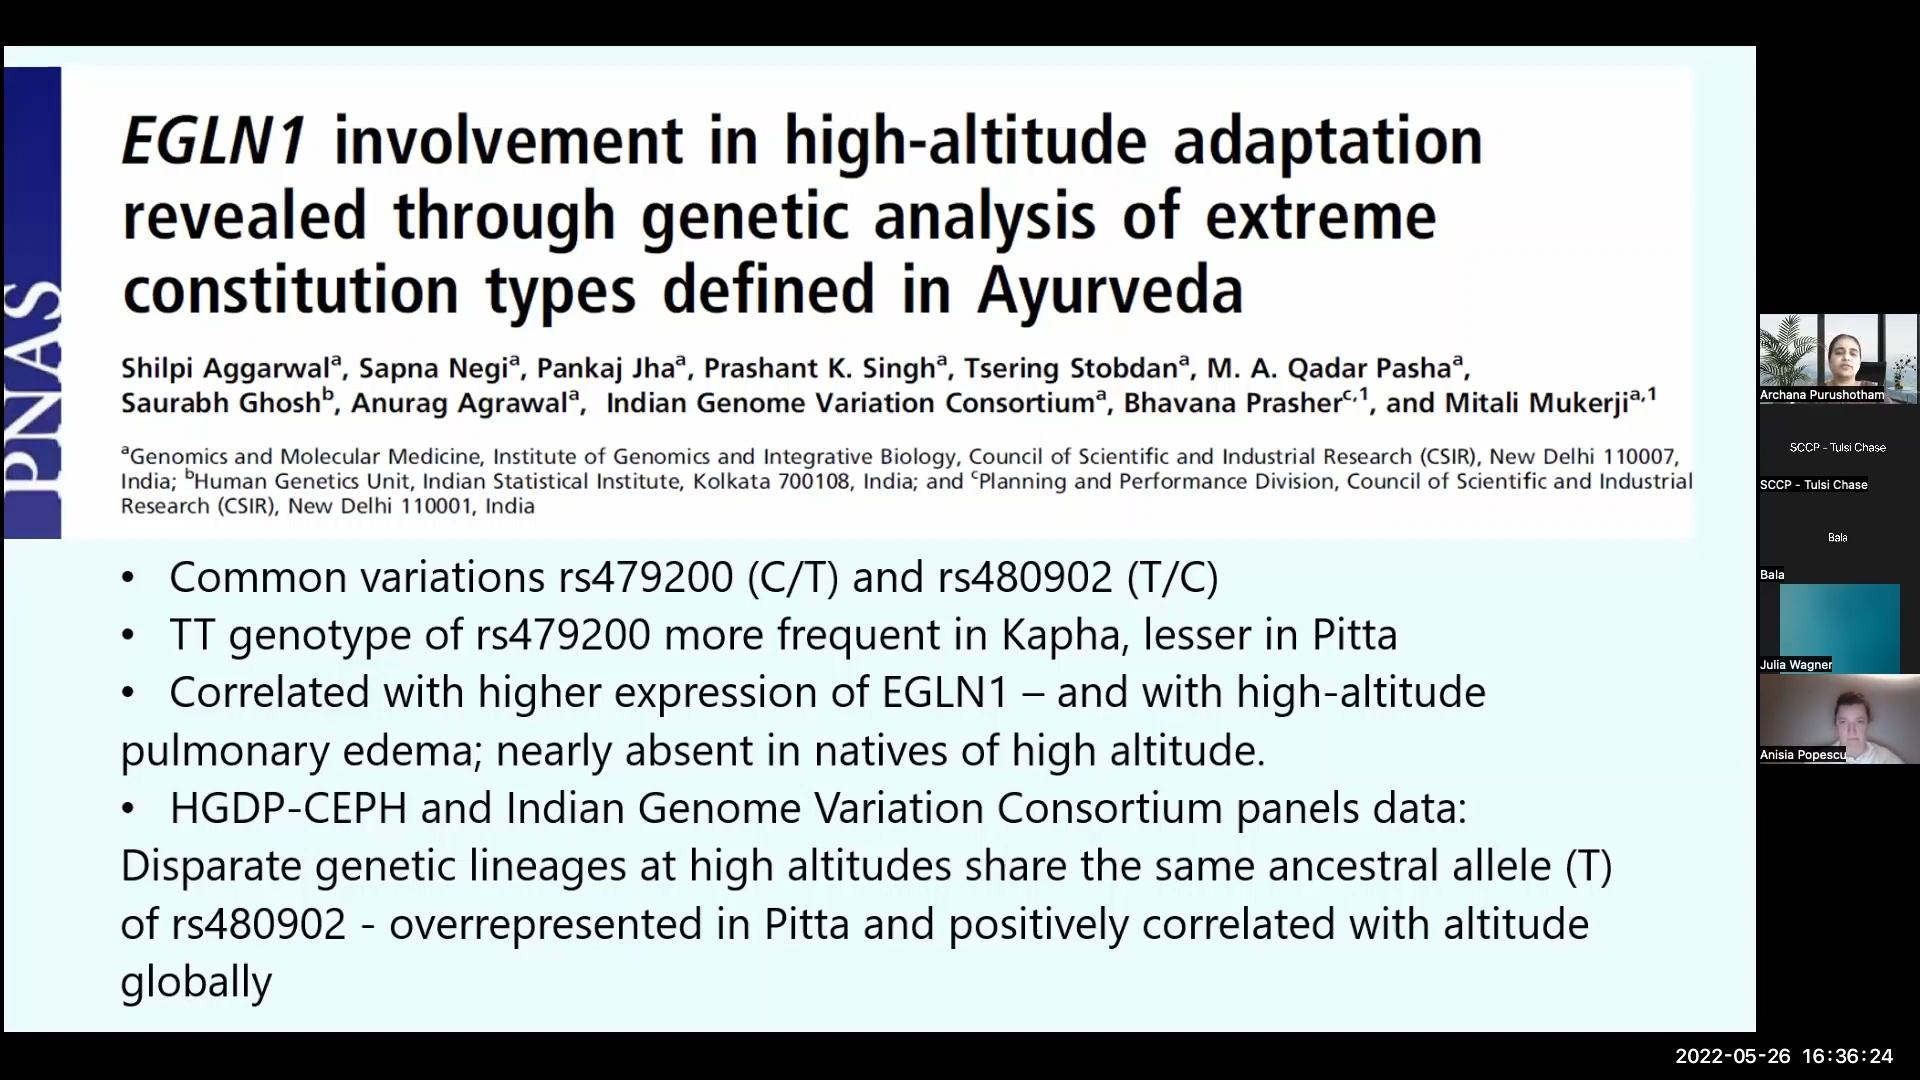 PNAS
EGLN1 involvement in high-altitude adaptation
revealed through genetic analysis of extreme
constitution types defined in Ayurveda
Shilpi Aggarwalᵃ, Sapna Negiᵃ, Pankaj Jhaᵃ, Prashant K. Singhᵃ, Tsering Stobdanᵃ, M. A. Qadar Pashaᵃ,
Saurabh Ghoshᵇ, Anurag Agrawalᵃ, Indian Genome Variation Consortiumᵃ, Bhavana Prasherᶜ,¹, and Mitali Mukerjiᵃ,¹
ᵃGenomics and Molecular Medicine, Institute of Genomics and Integrative Biology, Council of Scientific and Industrial Research (CSIR), New Delhi 110007,
India; ᵇHuman Genetics Unit, Indian Statistical Institute, Kolkata 700108, India; and ᶜPlanning and Performance Division, Council of Scientific and Industrial
Research (CSIR), New Delhi 110001, India
• Common variations rs479200 (C/T) and rs480902 (T/C)
• TT genotype of rs479200 more frequent in Kapha, lesser in Pitta
• Correlated with higher expression of EGLN1 – and with high-altitude
pulmonary edema; nearly absent in natives of high altitude.
• HGDP-CEPH and Indian Genome Variation Consortium panels data:
Disparate genetic lineages at high altitudes share the same ancestral allele (T)
of rs480902 - overrepresented in Pitta and positively correlated with altitude
globally
Archana Purushotham
SCCP - Tulsi Chase
SCCP - Tulsi Chase
Bala
Bala
Julia Wagner
Anisia Popescu
2022-05-26 16:36:24